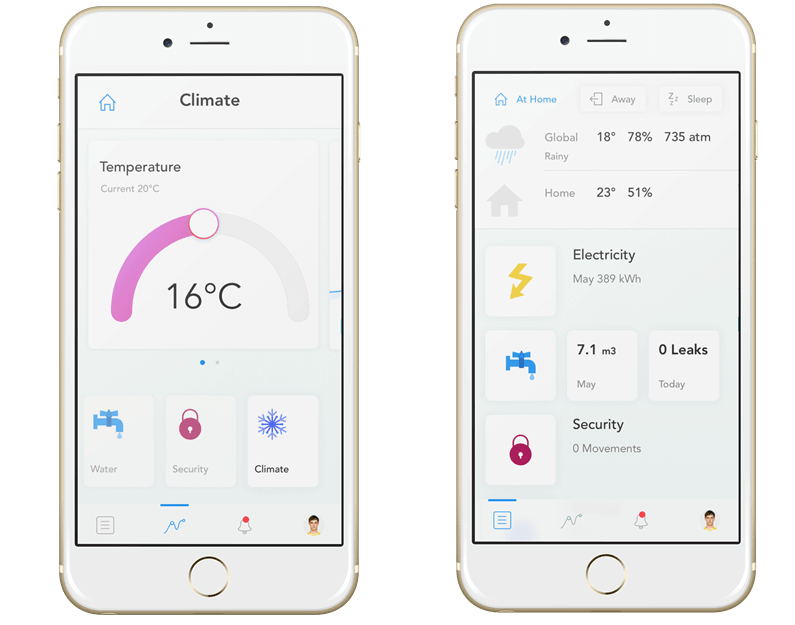 Climate
Temperature
Current 20°C
16°C
Water
Security
Climate
At Home
Away
Zzz Sleep
Global 18° 78% 735 atm
Rainy
Home 23° 51%
Electricity
May 389 kWh
7.1 m3
May
0 Leaks
Today
Security
0 Movements